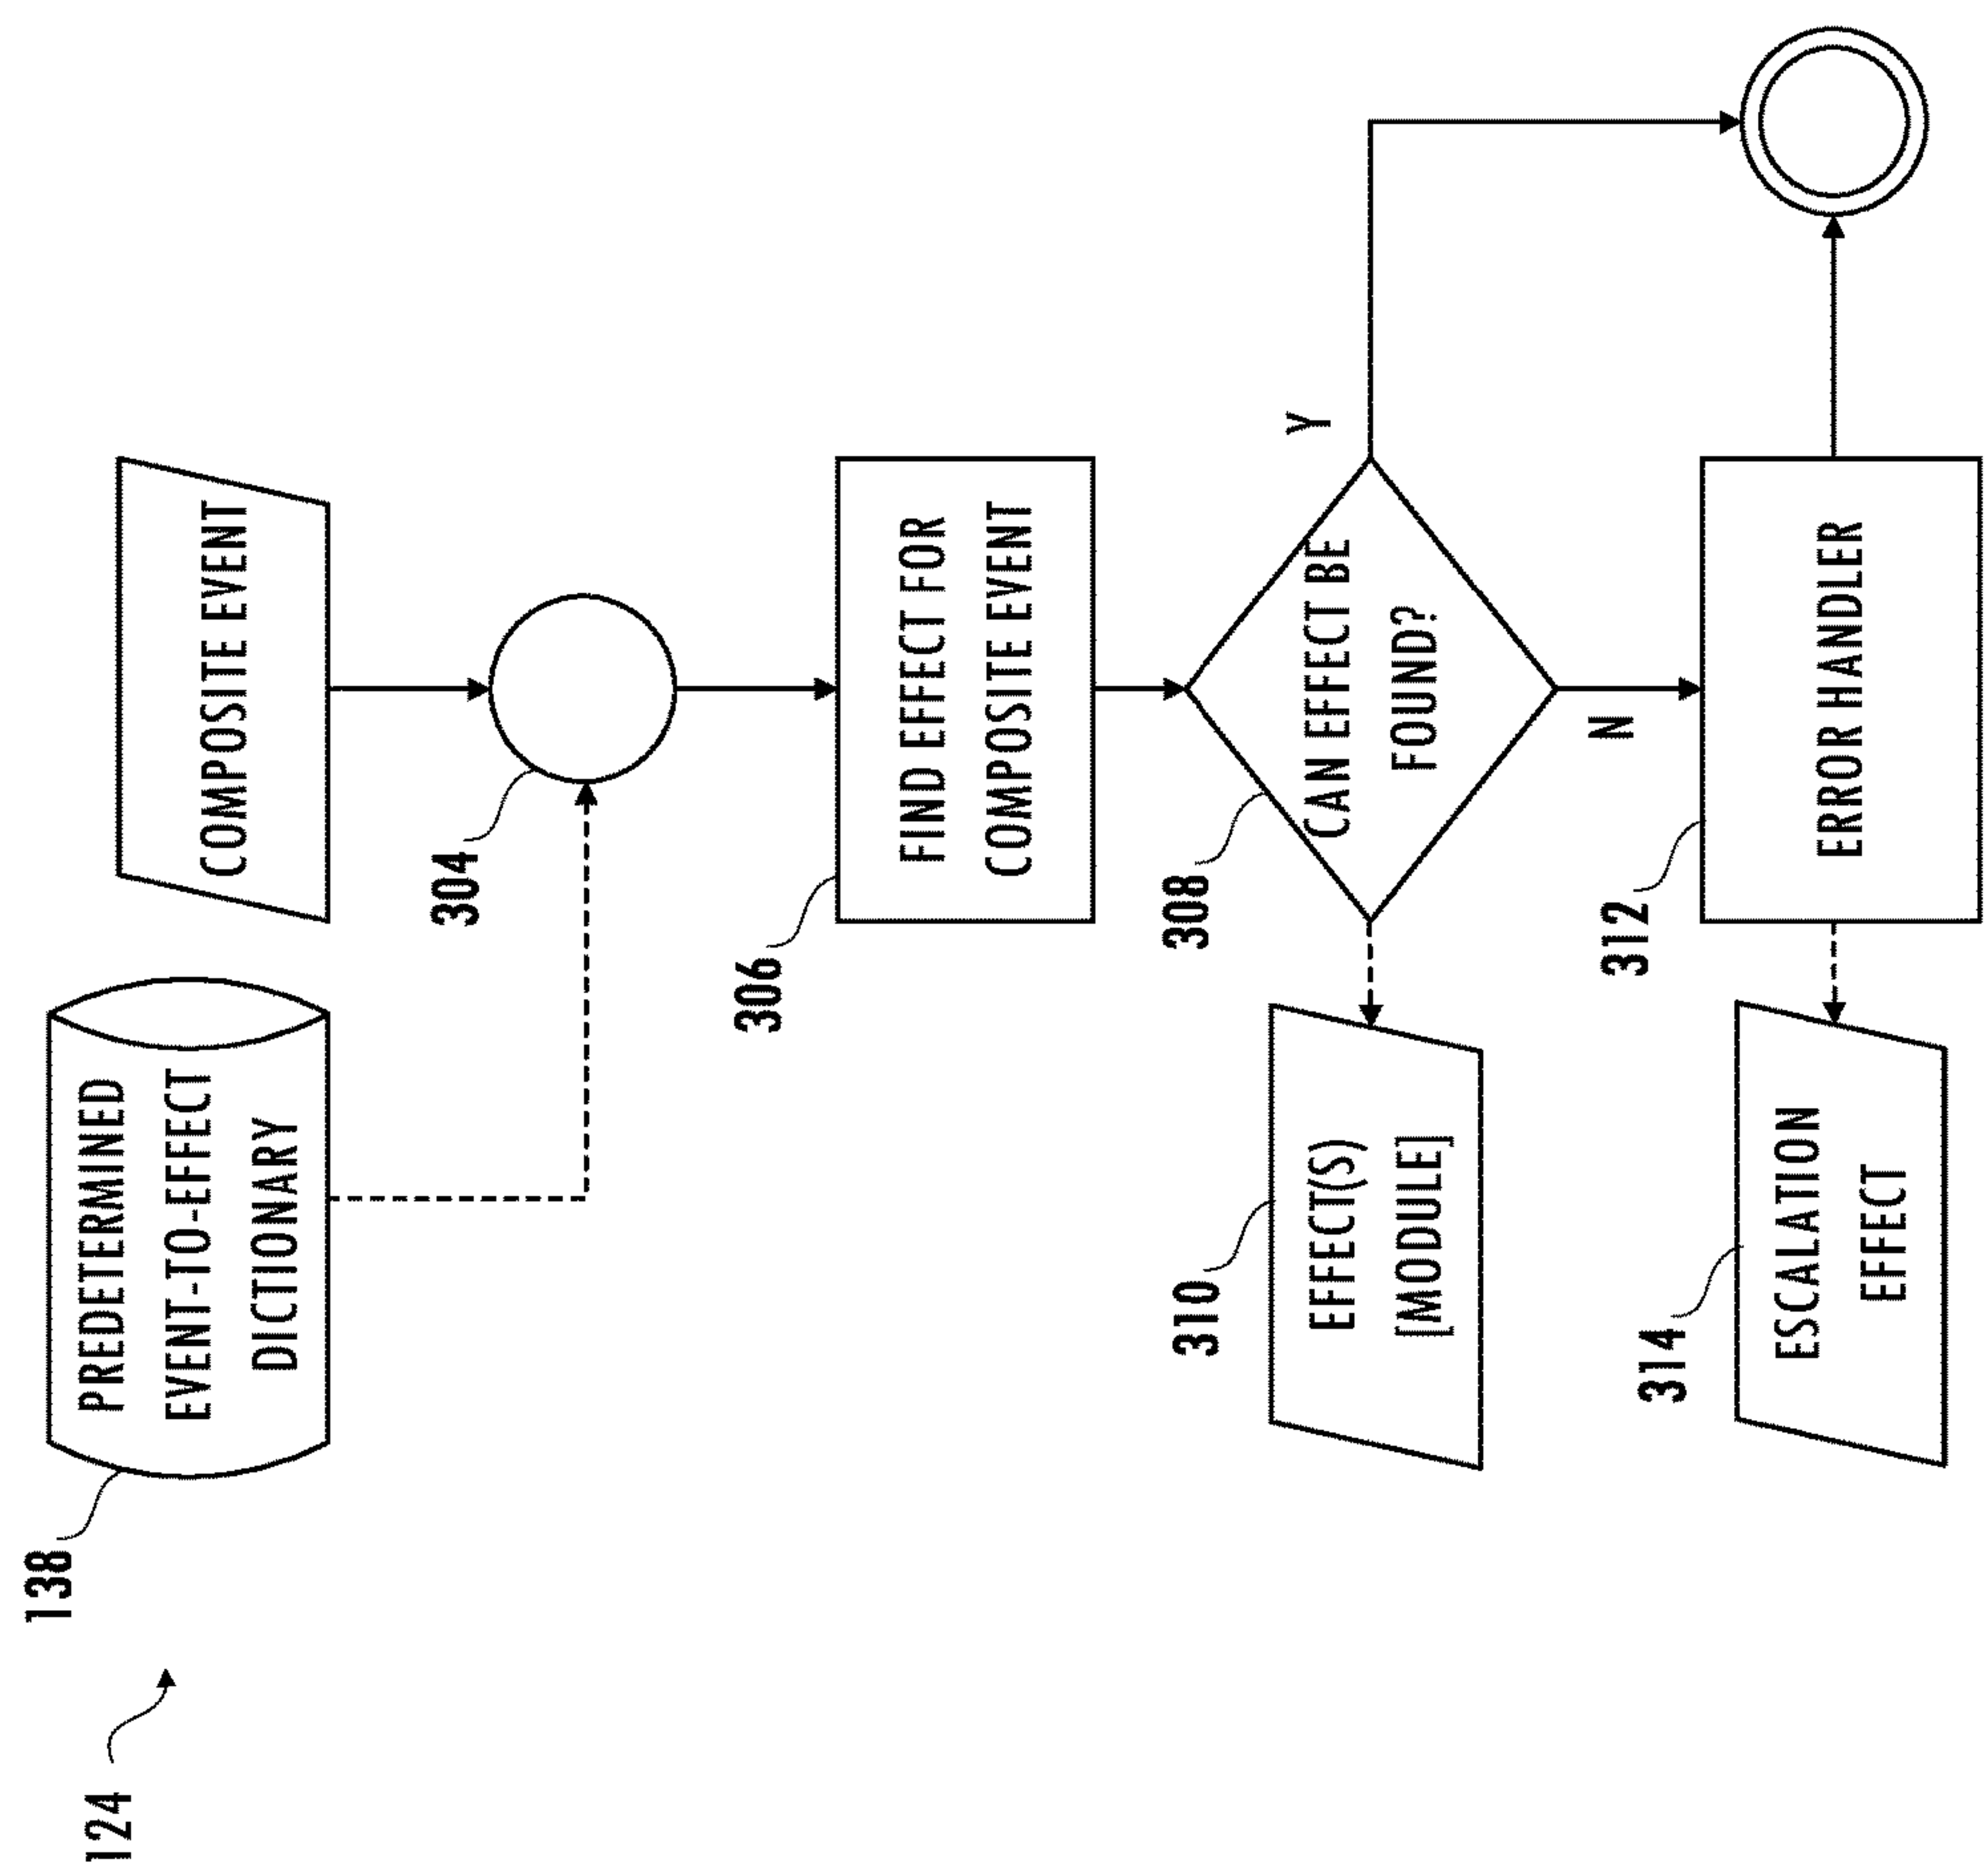 124
138
PREDETERMINED
EVENT-TO-EFFECT
DICTIONARY
COMPOSITE EVENT
304
306
FIND EFFECT FOR
COMPOSITE EVENT
308
CAN EFFECT BE
FOUND?
Y
N
310
EFFECT(S)
[MODULE]
312
ERROR HANDLER
314
ESCALATION
EFFECT